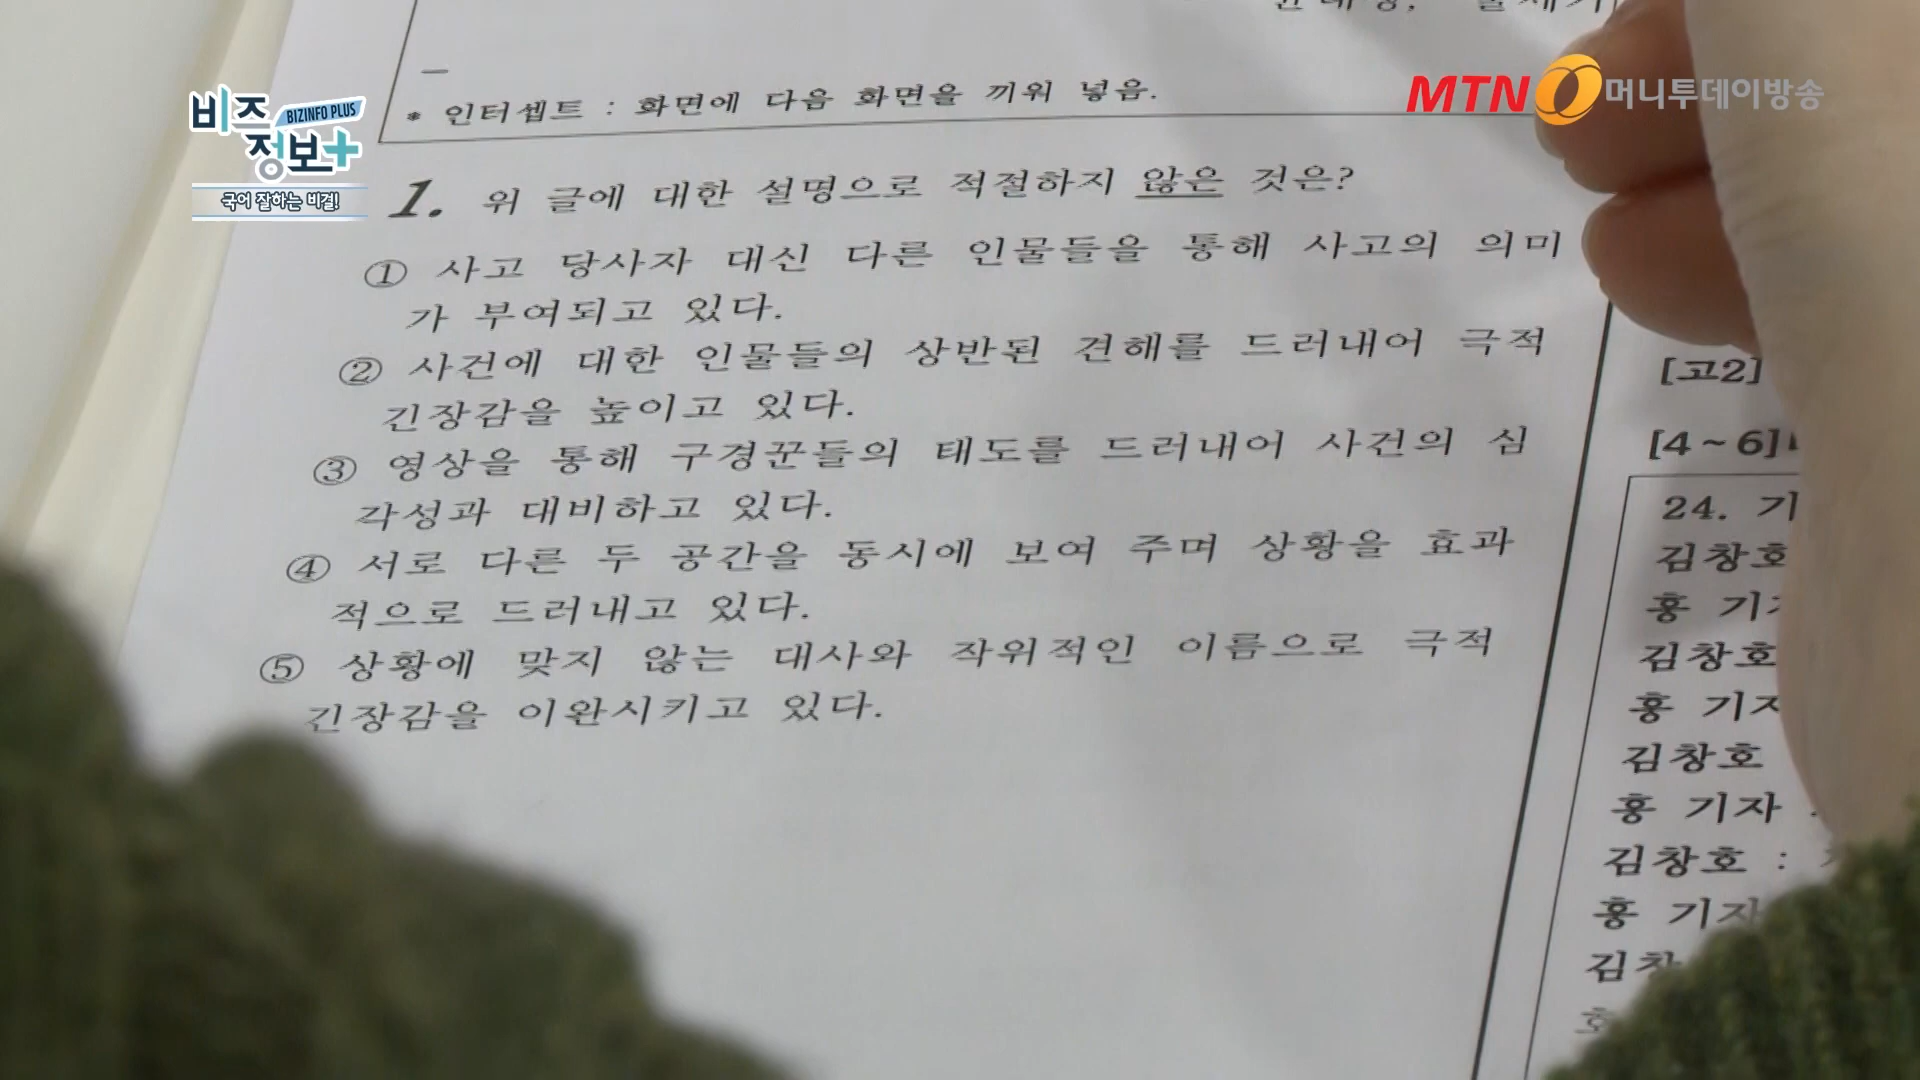 비즈
정보+
BIZINFO PLUS
국어 잘하는 비결!
MTN 머니투데이방송
* 인터셉트 : 화면에 다음 화면을 끼워 넣음.
1. 위 글에 대한 설명으로 적절하지 않은 것은?
① 사고 당사자 대신 다른 인물들을 통해 사고의 의미
가 부여되고 있다.
② 사건에 대한 인물들의 상반된 견해를 드러내어 극적
긴장감을 높이고 있다.
③ 영상을 통해 구경꾼들의 태도를 드러내어 사건의 심
각성과 대비하고 있다.
④ 서로 다른 두 공간을 동시에 보여 주며 상황을 효과
적으로 드러내고 있다.
⑤ 상황에 맞지 않는 대사와 작위적인 이름으로 극적
긴장감을 이완시키고 있다.
[고2]
[4~6]
24. 기
김창호
홍 기자
김창호
홍 기자
김창호
홍 기자
김창호 :
홍 기자
김창